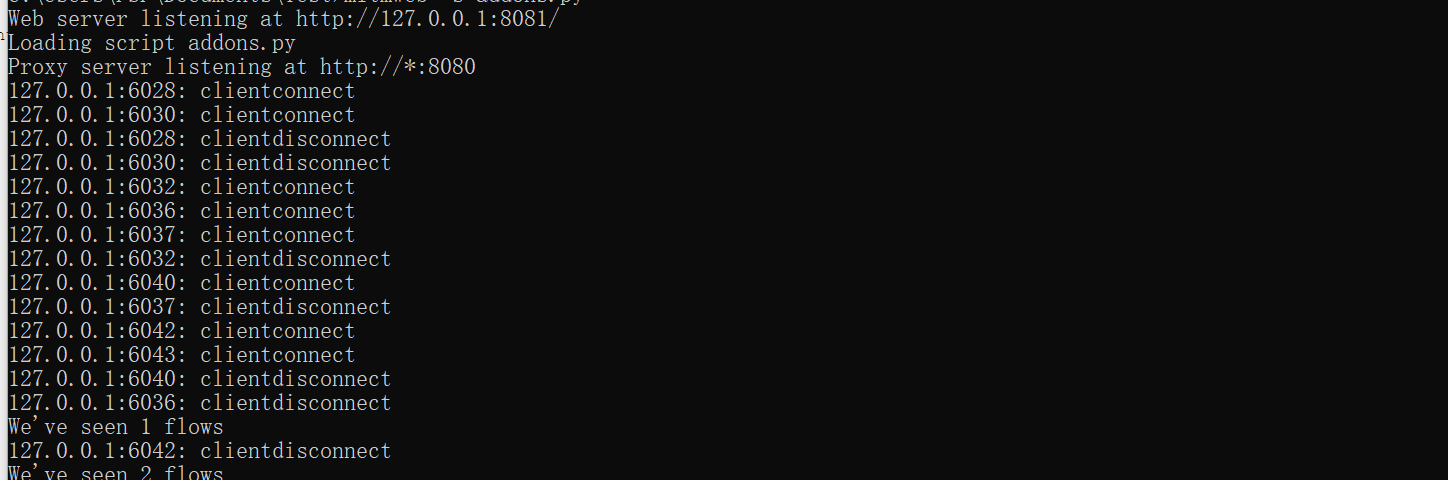 Web server listening at http://127.0.0.1:8081/
Loading script addons.py
Proxy server listening at http://*:8080
127.0.0.1:6028: clientconnect
127.0.0.1:6030: clientconnect
127.0.0.1:6028: clientdisconnect
127.0.0.1:6030: clientdisconnect
127.0.0.1:6032: clientconnect
127.0.0.1:6036: clientconnect
127.0.0.1:6037: clientconnect
127.0.0.1:6032: clientdisconnect
127.0.0.1:6040: clientconnect
127.0.0.1:6037: clientdisconnect
127.0.0.1:6042: clientconnect
127.0.0.1:6043: clientconnect
127.0.0.1:6040: clientdisconnect
127.0.0.1:6036: clientdisconnect
We've seen 1 flows
127.0.0.1:6042: clientdisconnect
We've seen 2 flows